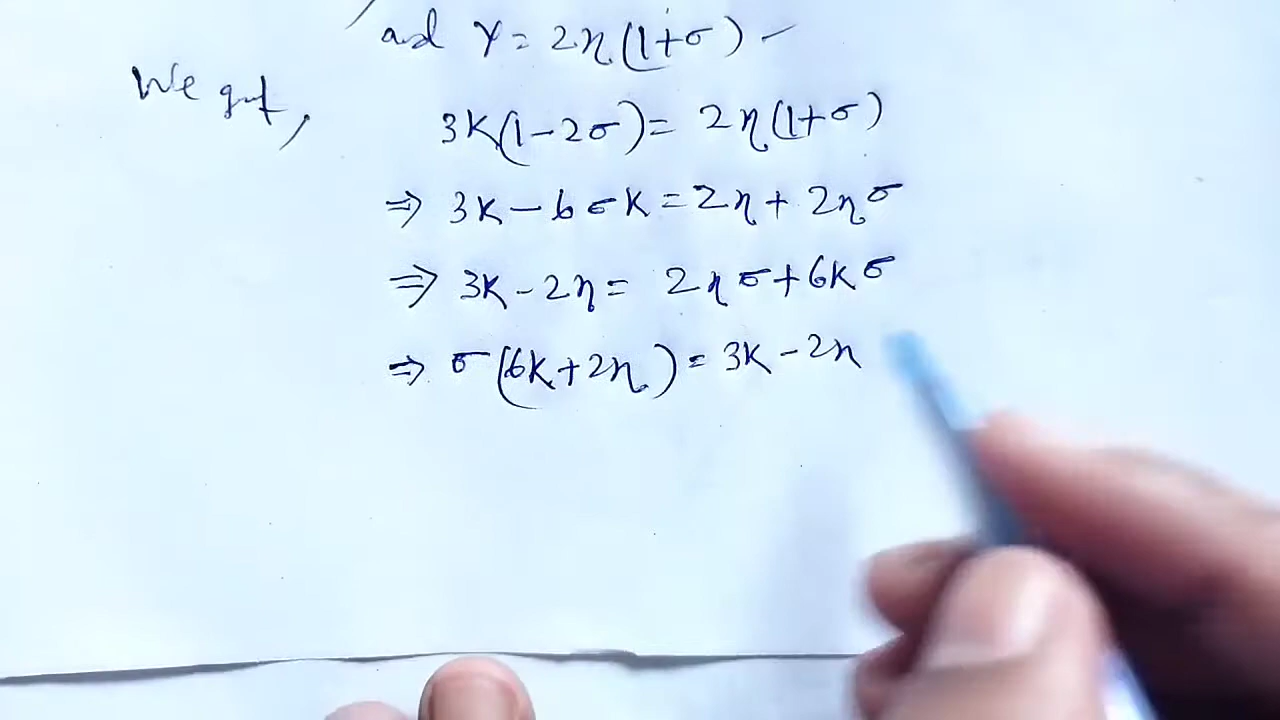 and Y = 2η(1+σ)
We get,
3K(1-2σ) = 2η(1+σ)
⇒ 3K - 6σK = 2η + 2ησ
⇒ 3K - 2η = 2ησ + 6Kσ
⇒ σ(6K + 2η) = 3K - 2η